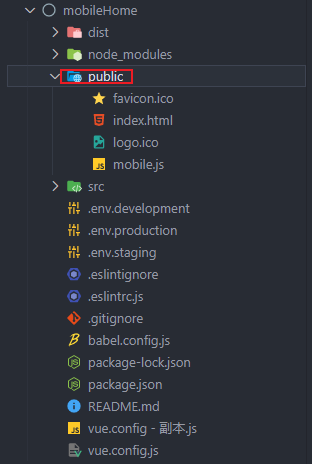 mobileHome
dist
node_modules
public
favicon.ico
index.html
logo.ico
JS mobile.js
src
.env.development
.env.production
.env.staging
.eslintignore
.eslintrc.js
.gitignore
babel.config.js
package-lock.json
package.json
README.md
JS vue.config - 副本.js
vue.config.js